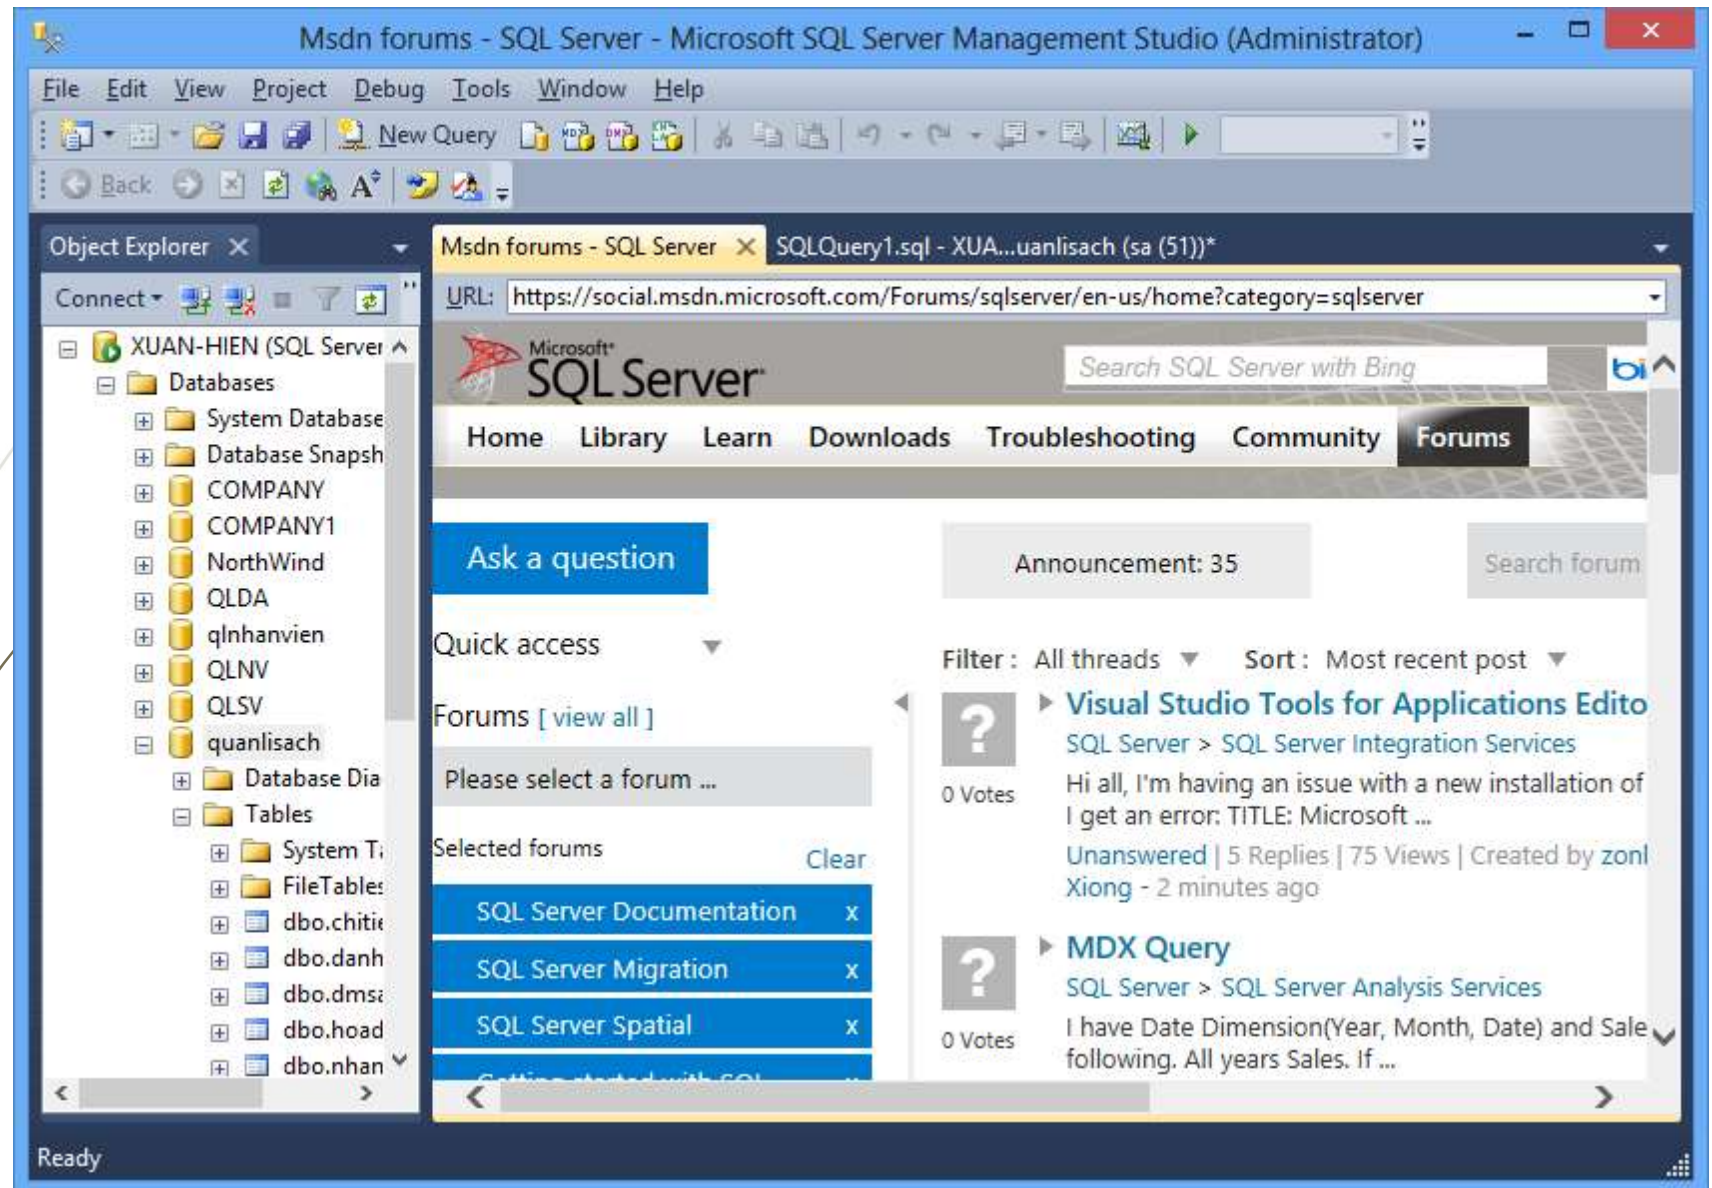 Msdn forums - SQL Server - Microsoft SQL Server Management Studio (Administrator)
File Edit View Project Debug Tools Window Help
New Query
Back
Object Explorer
Connect
XUAN-HIEN (SQL Server
Databases
System Database
Database Snapsh
COMPANY
COMPANY1
NorthWind
QLDA
qlnhanvien
QLNV
QLSV
quanlisach
Database Dia
Tables
System Ta
FileTables
dbo.chitie
dbo.danh
dbo.dmsa
dbo.hoad
dbo.nhan
Msdn forums - SQL Server
SQLQuery1.sql - XUA...uanlisach (sa (51))*
URL: https://social.msdn.microsoft.com/Forums/sqlserver/en-us/home?category=sqlserver
Microsoft
SQL Server
Search SQL Server with Bing
bi
Home Library Learn Downloads Troubleshooting Community Forums
Ask a question
Announcement: 35
Search forum
Quick access
Forums [ view all ]
Please select a forum ...
Selected forums
Clear
SQL Server Documentation x
SQL Server Migration x
SQL Server Spatial x
Getting started with SQL x
Filter : All threads Sort : Most recent post
Visual Studio Tools for Applications Edito
SQL Server > SQL Server Integration Services
0 Votes
Hi all, I'm having an issue with a new installation of
I get an error: TITLE: Microsoft ...
Unanswered | 5 Replies | 75 Views | Created by zonl
Xiong - 2 minutes ago
MDX Query
SQL Server > SQL Server Analysis Services
0 Votes
I have Date Dimension(Year, Month, Date) and Sale
following. All years Sales. If ...
Ready